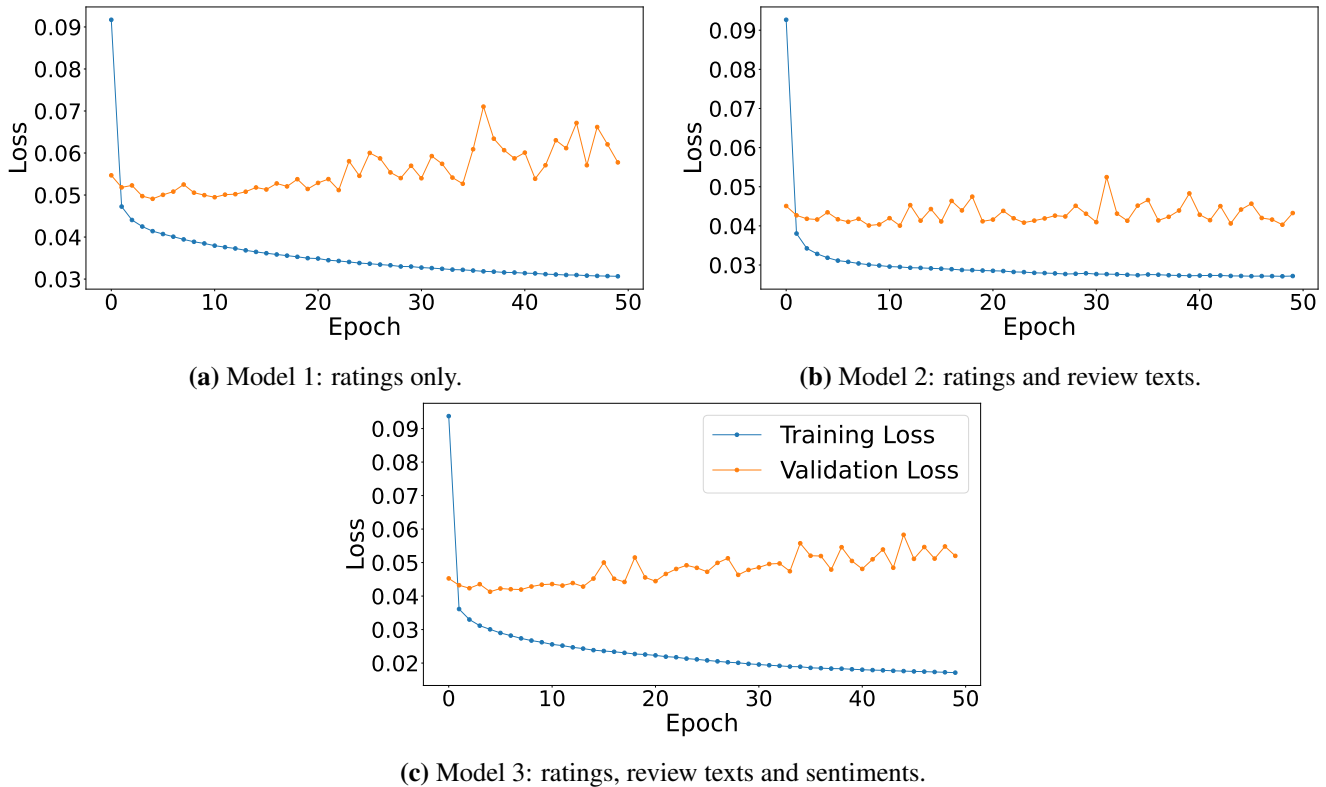 0.09
0.08
0.07
0.06
0.05
0.04
0.03
Loss
0 10 20 30 40 50
Epoch
(a) Model 1: ratings only.
0.09
0.08
0.07
0.06
0.05
0.04
0.03
Loss
0 10 20 30 40 50
Epoch
(b) Model 2: ratings and review texts.
0.09
0.08
0.07
0.06
0.05
0.04
0.03
0.02
Loss
Training Loss
Validation Loss
0 10 20 30 40 50
Epoch
(c) Model 3: ratings, review texts and sentiments.